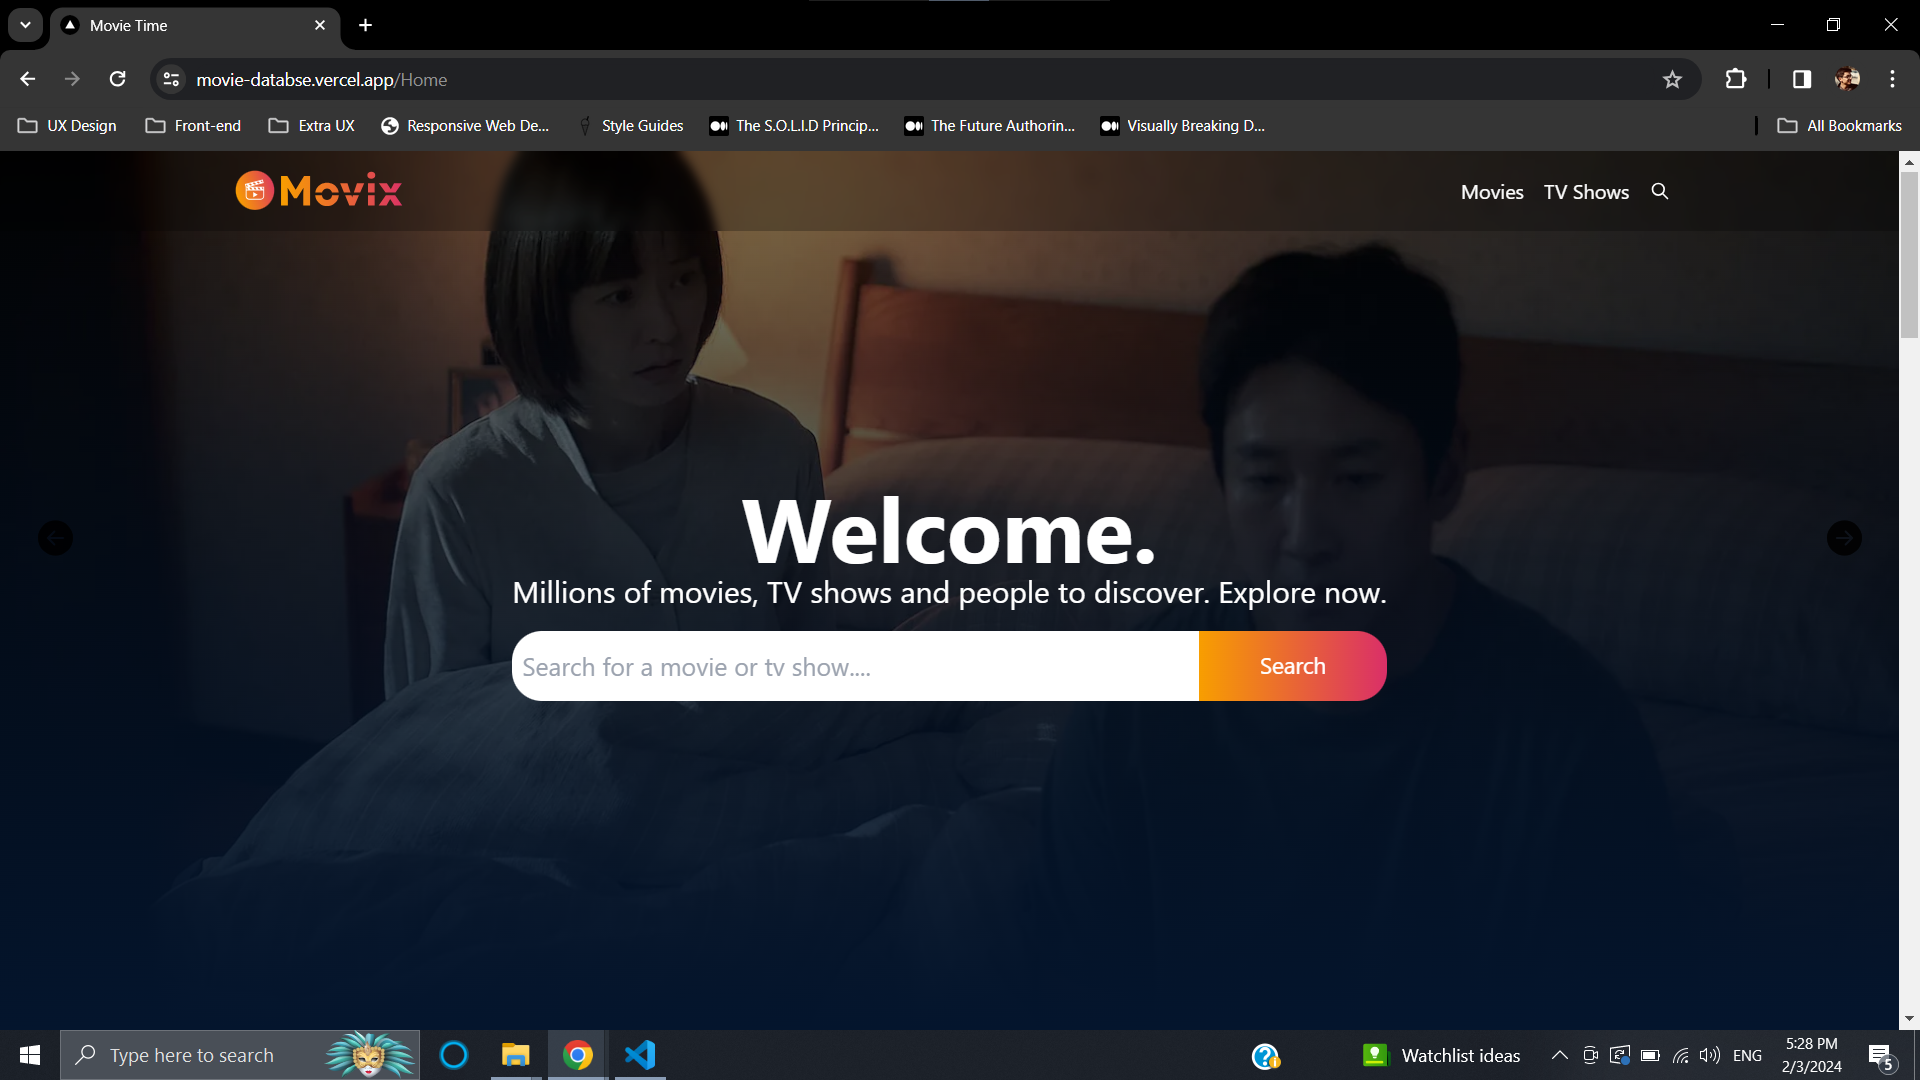 Movie Time
movie-databse.vercel.app/Home
UX Design
Front-end
Extra UX
Responsive Web De...
Style Guides
The S.O.L.I.D Princip...
The Future Authorin...
Visually Breaking D...
All Bookmarks
Movix
Movies
TV Shows
Welcome.
Millions of movies, TV shows and people to discover. Explore now.
Search for a movie or tv show....
Search
Type here to search
Watchlist ideas
ENG
5:28 PM
2/3/2024
5